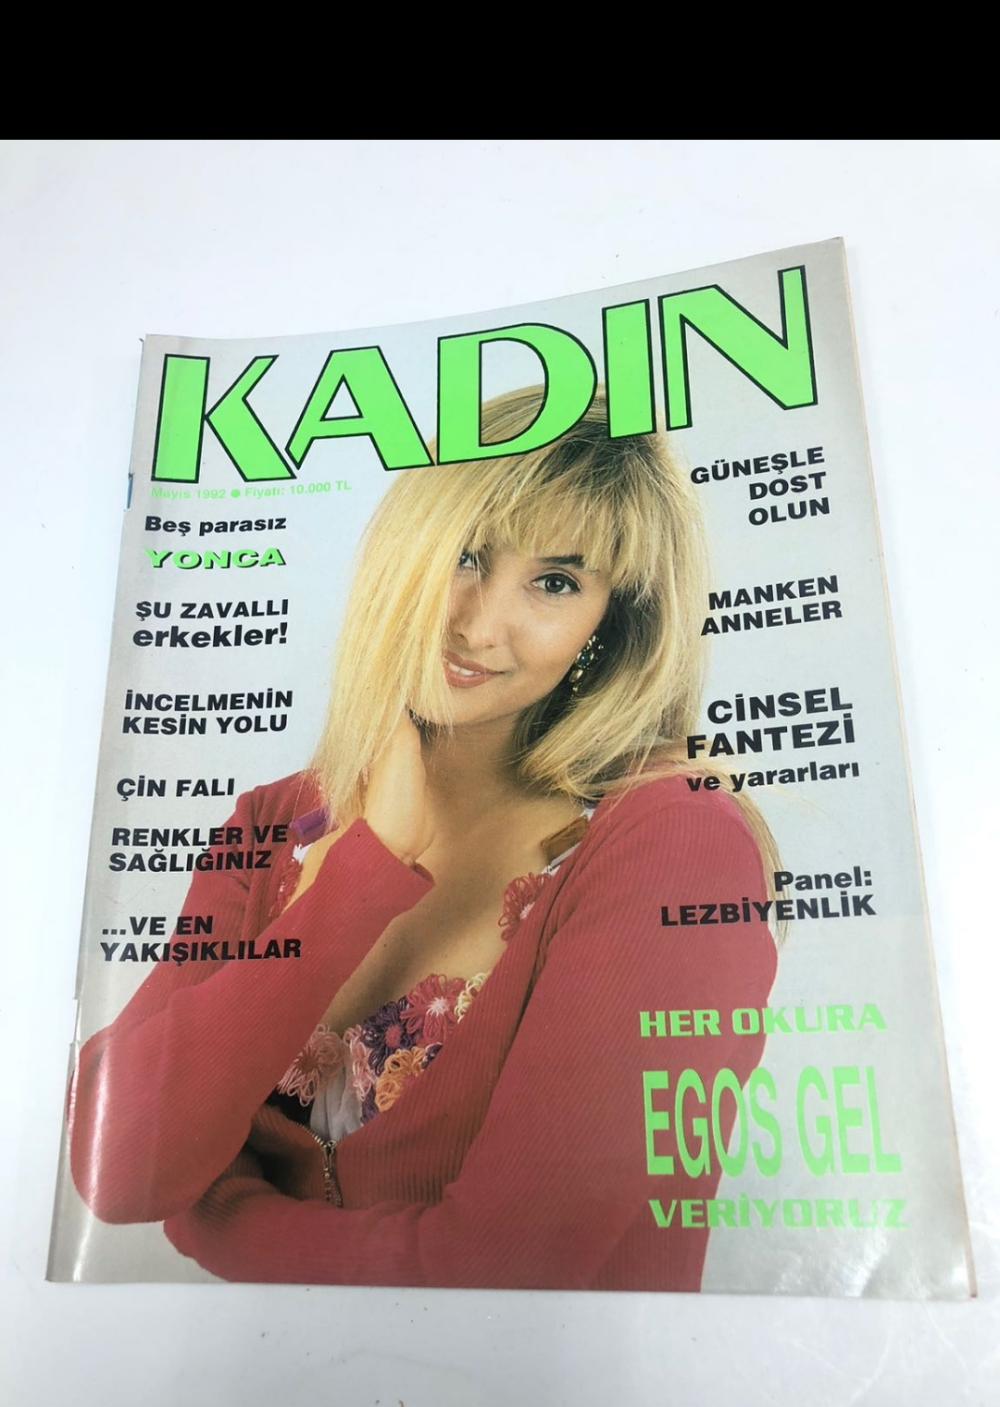 KADIN
Mayıs 1992 ● Fiyatı: 10.000 TL
Beş parasız
YONCA
ŞU ZAVALLI
erkekler!
İNCELMENİN
KESİN YOLU
ÇİN FALI
RENKLER VE
SAĞLIĞINIZ
...VE EN
YAKIŞIKLILAR
GÜNEŞLE
DOST
OLUN
MANKEN
ANNELER
CİNSEL
FANTEZİ
ve yararları
Panel:
LEZBİYENLİK
HER OKURA
EGOS GEL
VERİYORUZ